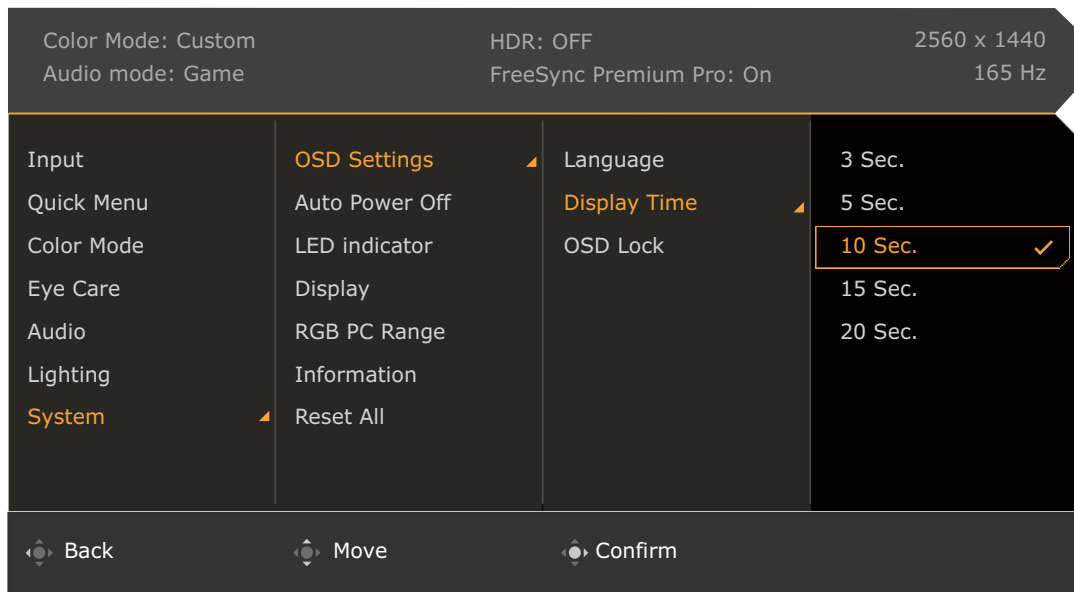 Color Mode: Custom
Audio mode: Game
HDR: OFF
FreeSync Premium Pro: On
2560 x 1440
165 Hz
Input
Quick Menu
Color Mode
Eye Care
Audio
Lighting
System
OSD Settings
Auto Power Off
LED indicator
Display
RGB PC Range
Information
Reset All
Language
Display Time
OSD Lock
3 Sec.
5 Sec.
10 Sec.
15 Sec.
20 Sec.
Back
Move
Confirm